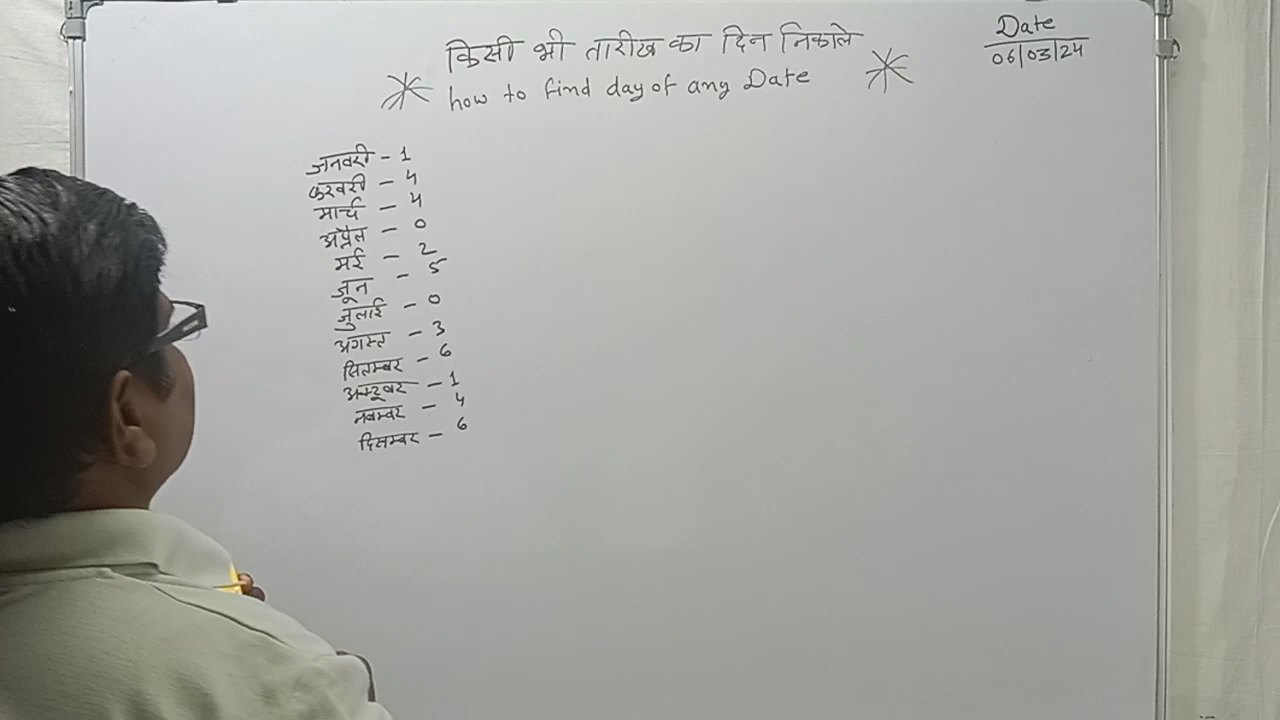 किसी भी तारीख का दिन निकाले
how to find day of any Date
Date
06/03/24
जनवरी - 1
फरवरी - 4
मार्च - 4
अप्रैल - 0
मई - 2
जून - 5
जुलाई - 0
अगस्त - 3
सितम्बर - 6
अक्टूबर - 1
नवम्बर - 4
दिसम्बर - 6